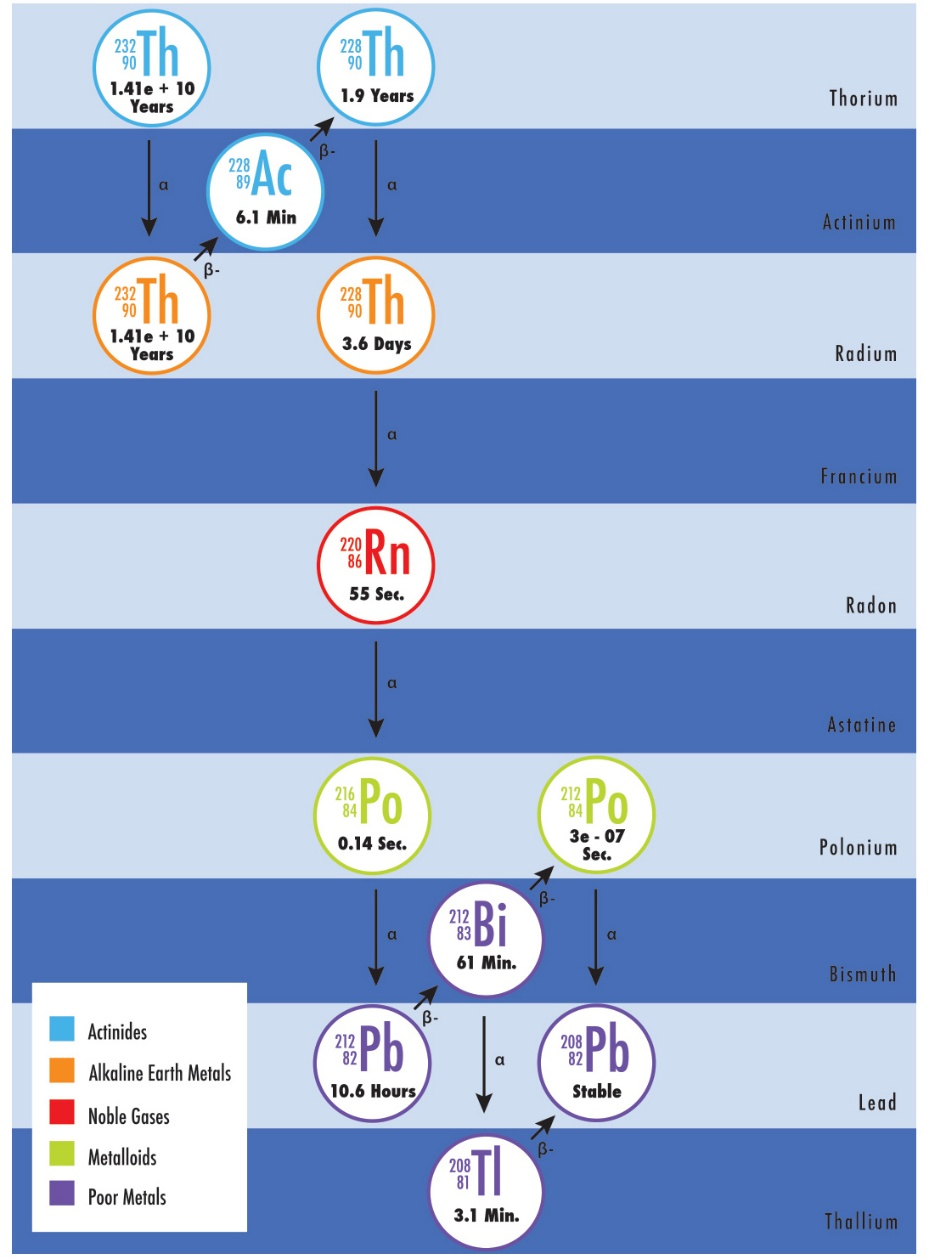 232
90
Th
1.41e + 10
Years
228
90
Th
1.9 Years
Thorium
α
β-
228
89
Ac
6.1 Min
α
Actinium
β-
232
90
Th
1.41e + 10
Years
228
90
Th
3.6 Days
Radium
α
Francium
220
86
Rn
55 Sec.
Radon
α
Astatine
216
84
Po
0.14 Sec.
212
84
Po
3e - 07
Sec.
Polonium
α
β-
212
83
Bi
61 Min.
α
Bismuth
β-
212
82
Pb
10.6 Hours
α
208
82
Pb
Stable
Lead
β-
208
81
Tl
3.1 Min.
Thallium
Actinides
Alkaline Earth Metals
Noble Gases
Metalloids
Poor Metals